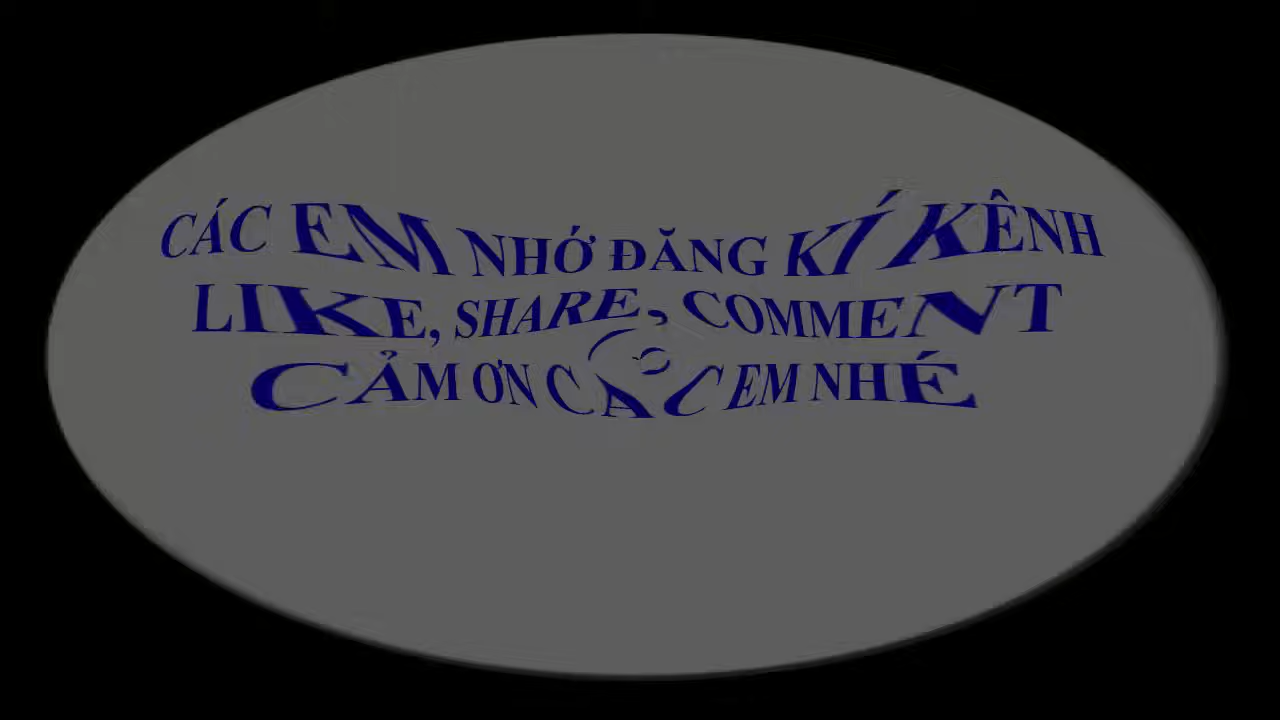 CÁC EM NHỚ ĐĂNG KÍ KÊNH
LIKE, SHARE, COMMENT
CẢM ƠN CÁC EM NHÉ